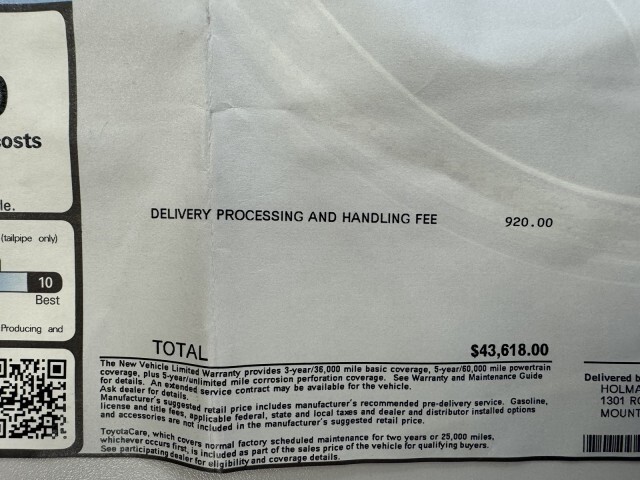 costs
le.
(tailpipe only)
10
Best
Producing and
DELIVERY PROCESSING AND HANDLING FEE 920.00
TOTAL $43,618.00
The New Vehicle Limited Warranty provides 3-year/36,000 mile basic coverage, 5-year/60,000 mile powertrain
coverage, plus 5-year/unlimited mile corrosion perforation coverage. See Warranty and Maintenance Guide
for details. An extended service contract may be available for the vehicle.
Ask dealer for details.
Manufacturer's suggested retail price includes manufacturer's recommended pre-delivery service. Gasoline,
license and title fees, applicable federal, state and local taxes and dealer and distributor installed options
and accessories are not included in the manufacturer's suggested retail price.
ToyotaCare, which covers normal factory scheduled maintenance for two years or 25,000 miles,
whichever occurs first, is included as part of the sales price of the vehicle for qualifying buyers.
See participating dealer for eligibility and coverage details.
Delivered b
HOLMA
1301 RO
MOUNT